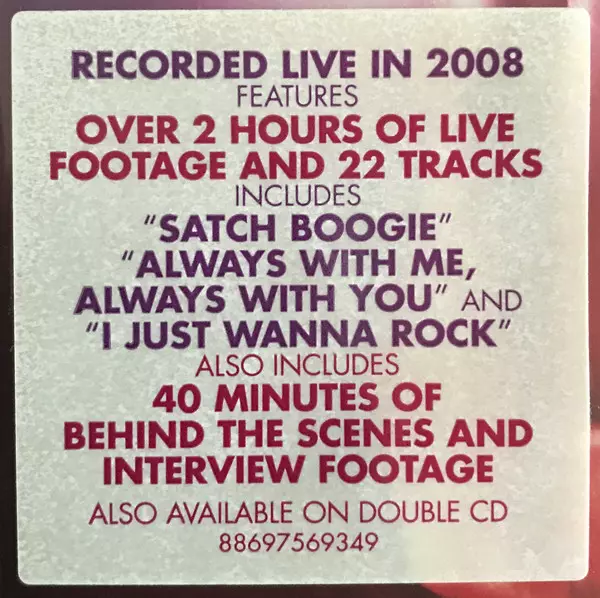 RECORDED LIVE IN 2008
FEATURES
OVER 2 HOURS OF LIVE
FOOTAGE AND 22 TRACKS
INCLUDES
"SATCH BOOGIE"
"ALWAYS WITH ME,
ALWAYS WITH YOU" AND
"I JUST WANNA ROCK"
ALSO INCLUDES
40 MINUTES OF
BEHIND THE SCENES AND
INTERVIEW FOOTAGE
ALSO AVAILABLE ON DOUBLE CD
88697569349